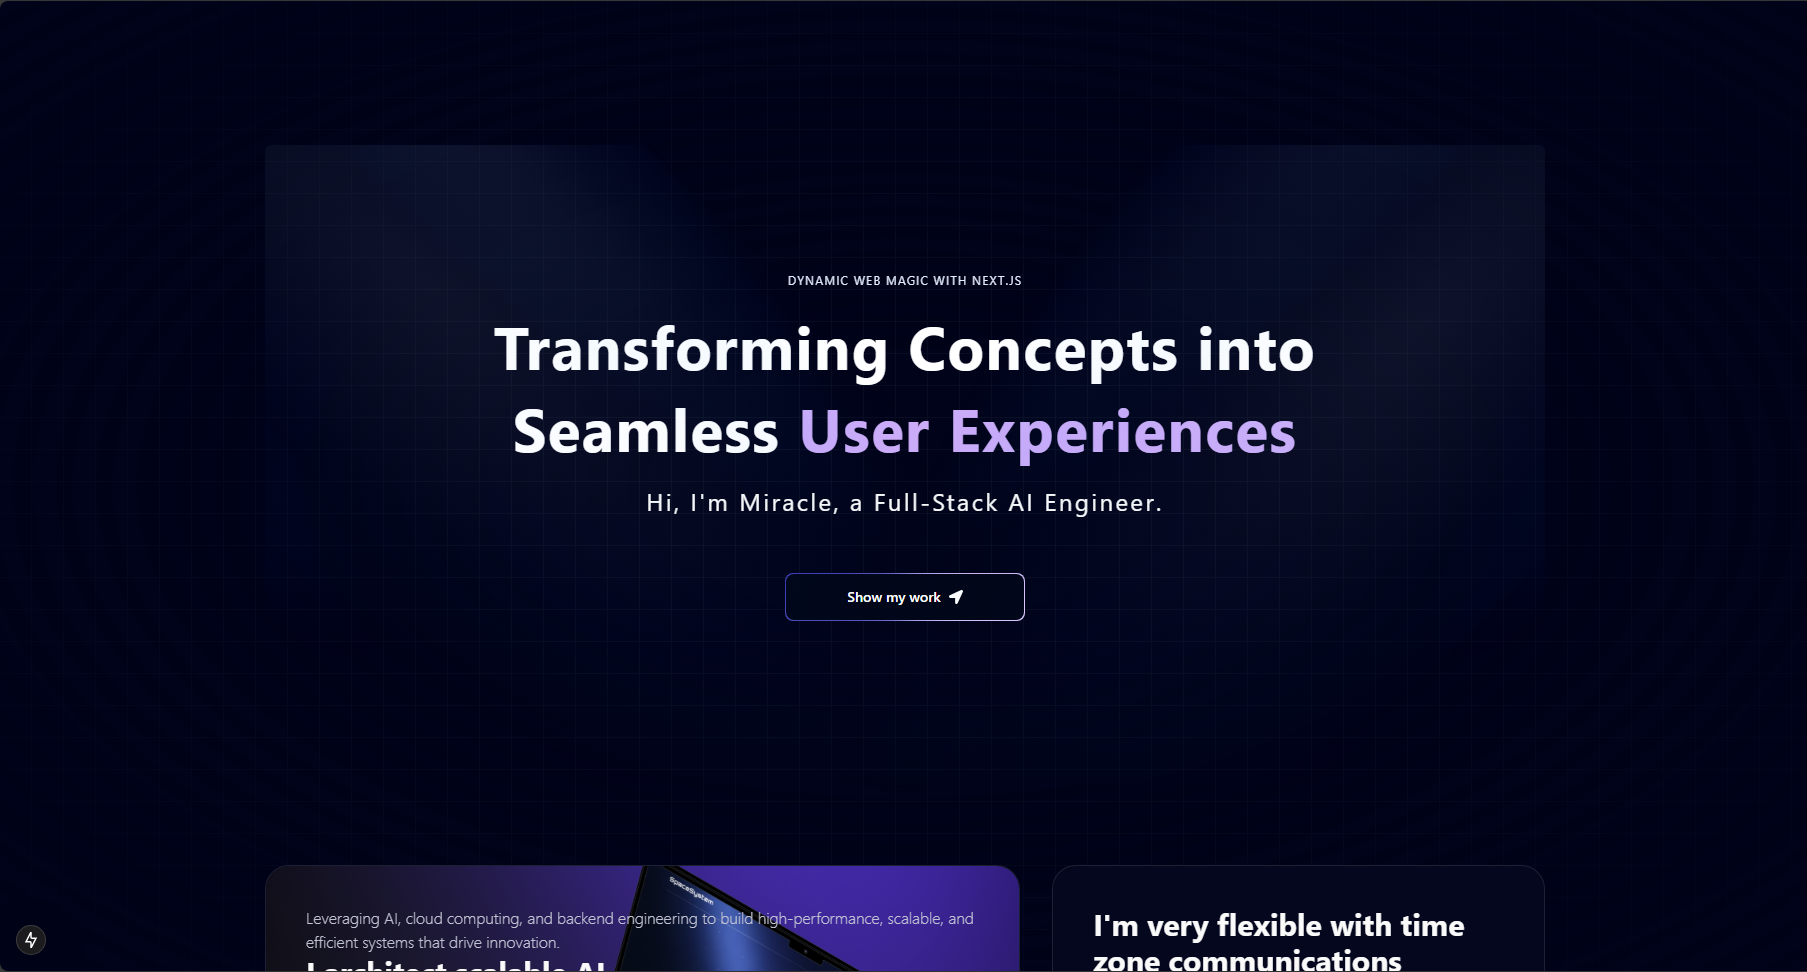 DYNAMIC WEB MAGIC WITH NEXT.JS
Transforming Concepts into
Seamless User Experiences
Hi, I'm Miracle, a Full-Stack AI Engineer.
Show my work
SpaceSystem
Leveraging AI, cloud computing, and backend engineering to build high-performance, scalable, and
efficient systems that drive innovation.
I architect scalable AI
I'm very flexible with time
zone communications